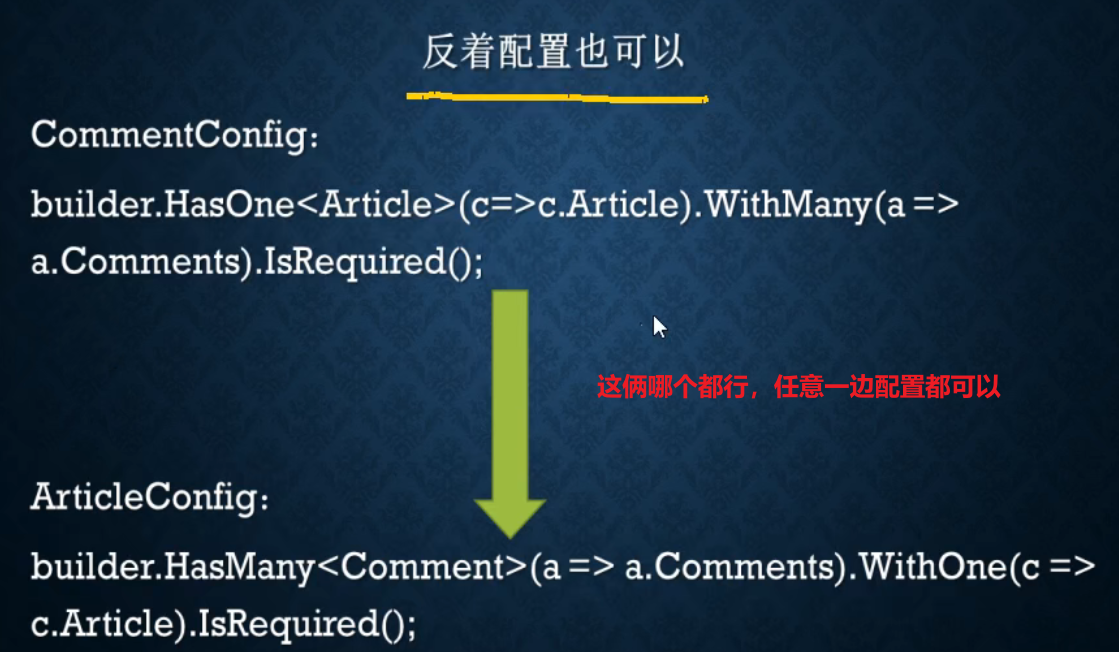 反着配置也可以
CommentConfig：
builder.HasOne<Article>(c=>c.Article).WithMany(a =>
a.Comments).IsRequired();
这俩哪个都行，任意一边配置都可以
ArticleConfig：
builder.HasMany<Comment>(a => a.Comments).WithOne(c =>
c.Article).IsRequired();